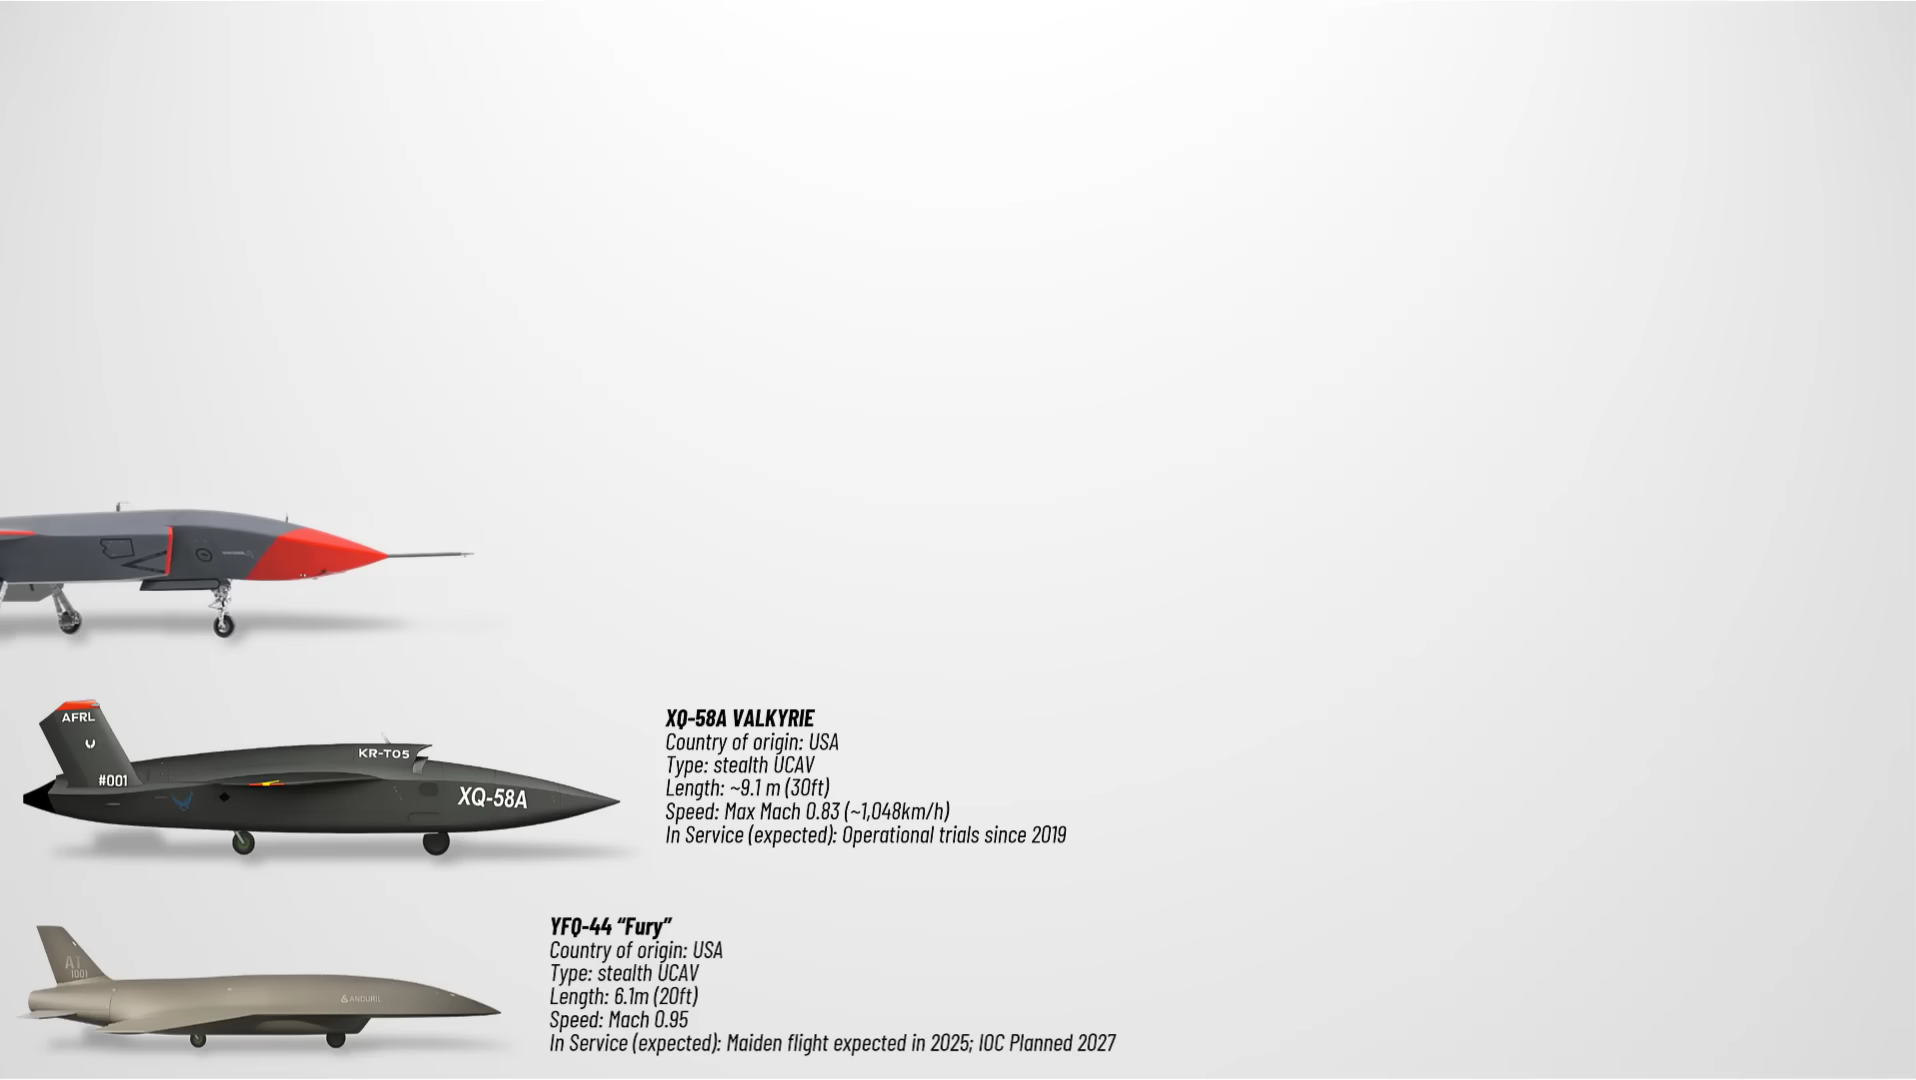 AFRL
#001
KR-T05
XQ-58A
XQ-58A VALKYRIE
Country of origin: USA
Type: stealth UCAV
Length: ~9.1 m (30ft)
Speed: Max Mach 0.83 (~1,048km/h)
In Service (expected): Operational trials since 2019
AT
1001
ANDURIL
YFQ-44 “Fury”
Country of origin: USA
Type: stealth UCAV
Length: 6.1m (20ft)
Speed: Mach 0.95
In Service (expected): Maiden flight expected in 2025; IOC Planned 2027